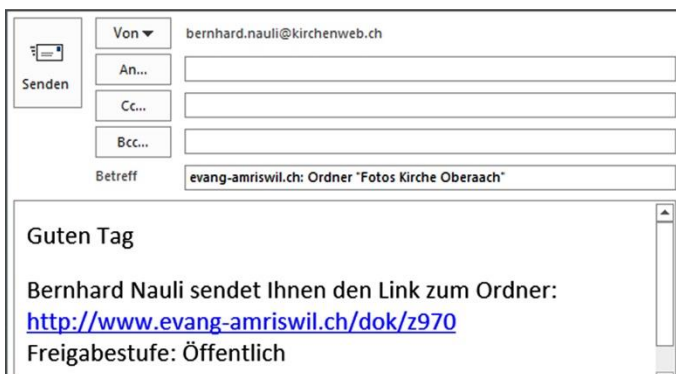 Von
bernhard.nauli@kirchenweb.ch
Senden
An...
Cc...
Bcc...
Betreff
evang-amriswil.ch: Ordner "Fotos Kirche Oberaach"
Guten Tag
Bernhard Nauli sendet Ihnen den Link zum Ordner:
http://www.evang-amriswil.ch/dok/z970
Freigabestufe: Öffentlich